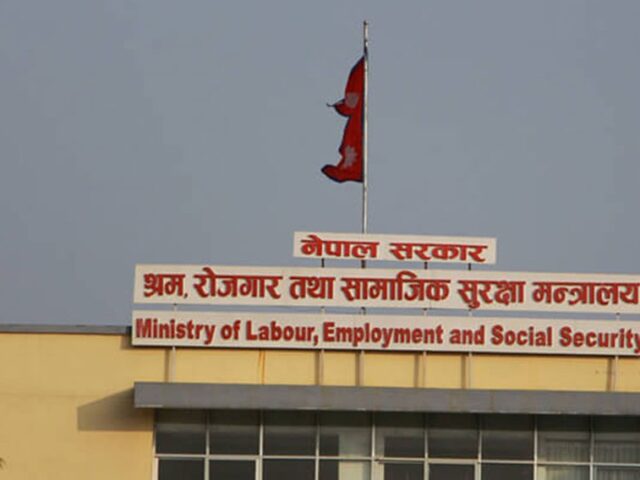 नेपाल सरकार
श्रम, रोजगार तथा सामाजिक सुरक्षा मन्त्रालय
Ministry of Labour, Employment and Social Security